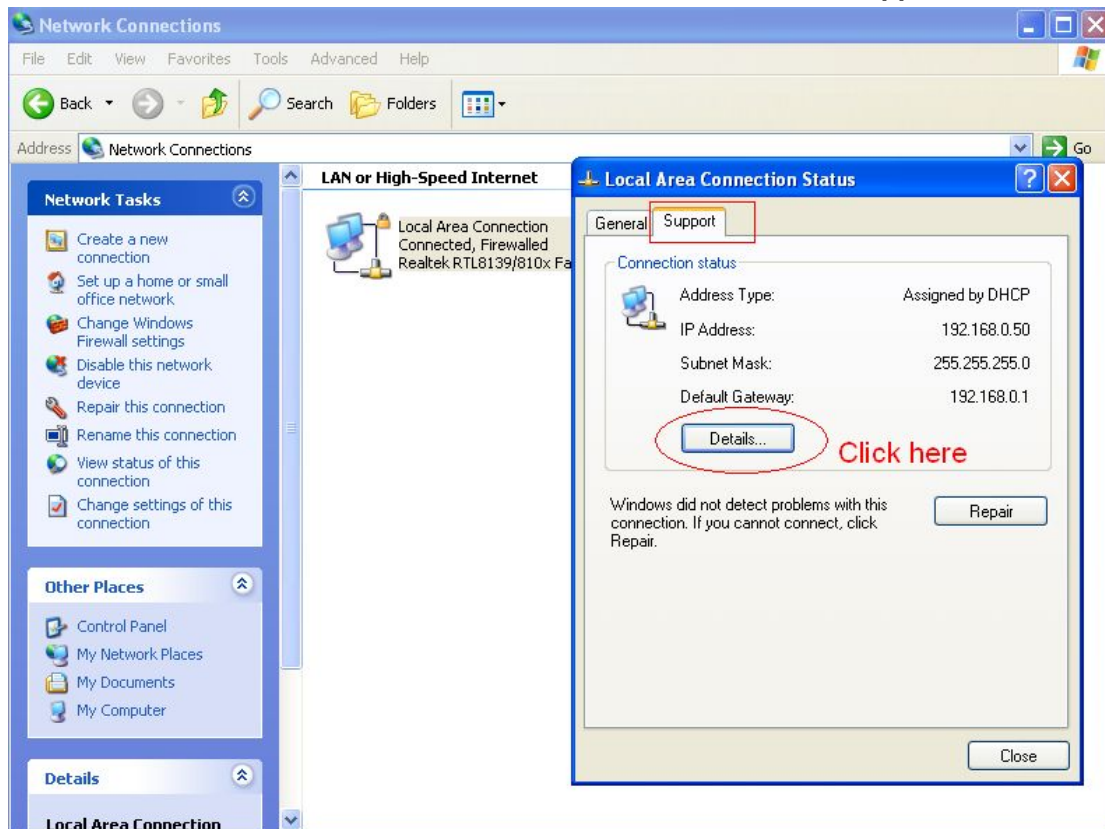 Network Connections
File Edit View Favorites Tools Advanced Help
Back Search Folders
Address Network Connections Go
Network Tasks
Create a new
connection
Set up a home or small
office network
Change Windows
Firewall settings
Disable this network
device
Repair this connection
Rename this connection
View status of this
connection
Change settings of this
connection
Other Places
Control Panel
My Network Places
My Documents
My Computer
Details
Local Area Connection
LAN or High-Speed Internet
Local Area Connection
Connected, Firewalled
Realtek RTL8139/810x Fa
Local Area Connection Status
General Support
Connection status
Address Type: Assigned by DHCP
IP Address: 192.168.0.50
Subnet Mask: 255.255.255.0
Default Gateway: 192.168.0.1
Details...
Click here
Windows did not detect problems with this
connection. If you cannot connect, click
Repair.
Repair
Close